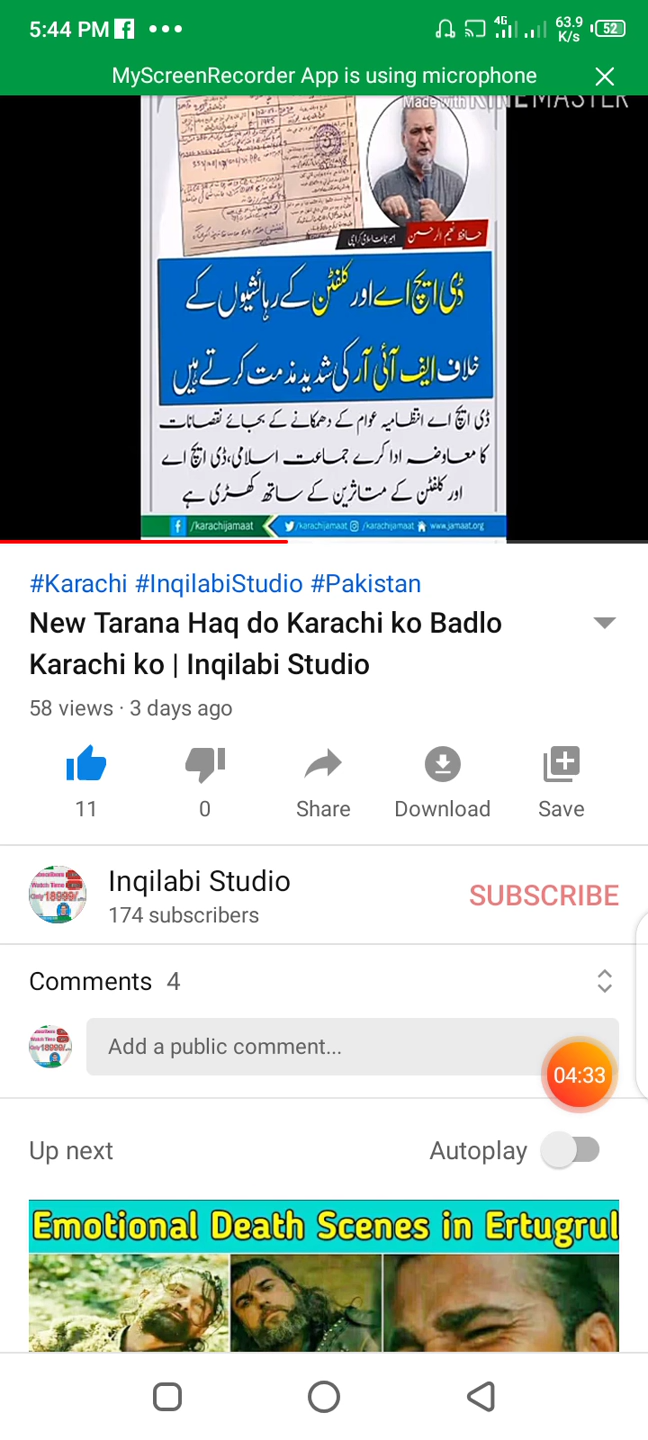 5:44 PM
4G
63.9 K/s
52
MyScreenRecorder App is using microphone
Made with KINEMASTER
حافظ نعیم الرحمن امیر جماعت اسلامی کراچی
ڈی ایچ اے اور کلفٹن کے رہائشیوں کے
خلاف ایف آئی آر کی شدید مذمت کرتے ہیں
ڈی ایچ اے انتظامیہ عوام کے دھمکانے کے بجائے نقصانات
کا معاوضہ ادا کرے جماعت اسلامی،ڈی ایچ اے
اور کلفٹن کے متاثرین کے ساتھ کھڑی ہے
/karachijamaat /karachijamaat /karachijamaat www.jamaat.org
#Karachi #InqilabiStudio #Pakistan
New Tarana Haq do Karachi ko Badlo
Karachi ko | Inqilabi Studio
58 views · 3 days ago
11 0 Share Download Save
Inqilabi Studio
174 subscribers
SUBSCRIBE
Comments 4
Add a public comment...
04:33
Up next
Autoplay
Emotional Death Scenes in Ertugrul